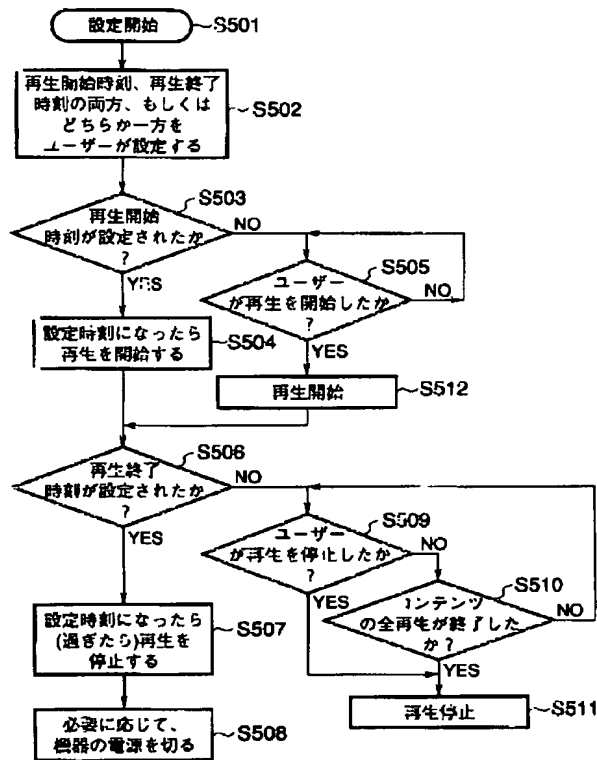 設定開始
S501
再生開始時刻、再生終了
時刻の両方、もしくは
どちらか一方を
ユーザーが設定する
S502
S503
再生開始
時刻が設定されたか
?
NO
YES
S505
ユーザー
が再生を開始したか
?
NO
YES
設定時刻になったら
再生を開始する
S504
再生開始
S512
S506
再生終了
時刻が設定されたか
?
NO
YES
S509
ユーザー
が再生を停止したか
?
NO
YES
S510
コンテンツ
の全再生が終了した
か?
NO
YES
設定時刻になったら
(過ぎたら)再生を
停止する
S507
再生停止
S511
必要に応じて、
機器の電源を切る
S508